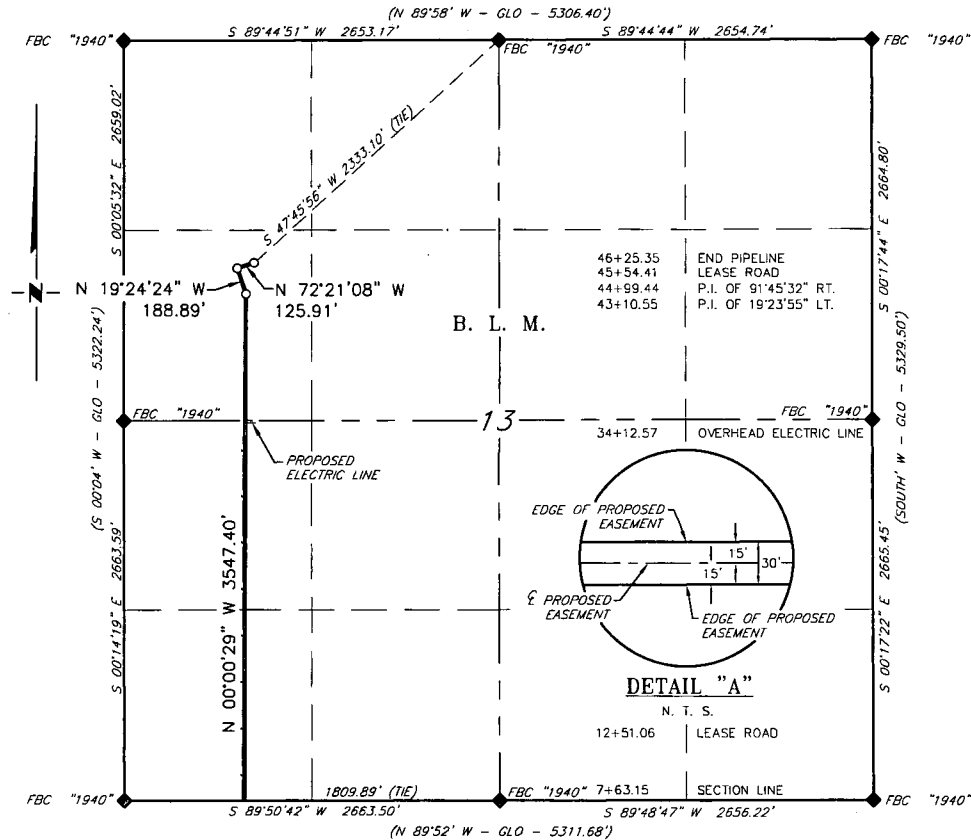 (N 89°58' W - GLO - 5306.40')
S 89°44'51" W 2653.17'
S 89°44'44" W 2654.74'
FBC "1940"
FBC "1940"
FBC "1940"
S 00°05'32" E 2659.02'
S 47°45'56" W 2333.10' (TIE)
S 00°17'44" E 2664.80'
N
N 19°24'24" W
188.89'
N 72°21'08" W
125.91'
46+25.35 END PIPELINE
45+54.41 LEASE ROAD
44+99.44 P.I. OF 91°45'32" RT.
43+10.55 P.I. OF 19°23'55" LT.
B. L. M.
(S 00°04' W - GLO - 5322.24')
(SOUTH' W - GLO - 5329.50')
FBC "1940"
13
FBC "1940"
34+12.57 OVERHEAD ELECTRIC LINE
PROPOSED
ELECTRIC LINE
EDGE OF PROPOSED
EASEMENT
15'
15'
30'
℄ PROPOSED
EASEMENT
EDGE OF PROPOSED
EASEMENT
S 00°14'19" E 2663.59'
N 00°00'29" W 3547.40'
S 00°17'22" E 2665.45'
DETAIL "A"
N. T. S.
12+51.06 LEASE ROAD
1809.89' (TIE)
7+63.15 SECTION LINE
FBC "1940"
FBC "1940"
FBC "1940"
S 89°50'42" W 2663.50'
S 89°48'47" W 2656.22'
(N 89°52' W - GLO - 5311.68')